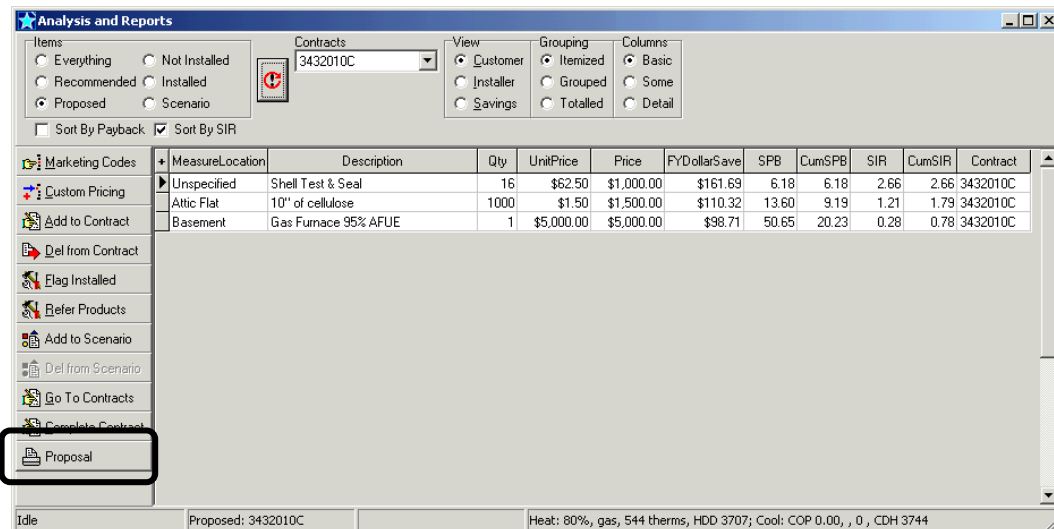 Analysis and Reports
Items
Everything Not Installed
Recommended Installed
Proposed Scenario
Sort By Payback Sort By SIR
Contracts
3432010C
View
Customer
Installer
Savings
Grouping
Itemized
Grouped
Totalled
Columns
Basic
Some
Detail
Marketing Codes
Custom Pricing
Add to Contract
Del from Contract
Flag Installed
Refer Products
Add to Scenario
Del from Scenario
Go To Contracts
Complete Contract
Proposal
+ MeasureLocation Description Qty UnitPrice Price FYDollarSave SPB CumSPB SIR CumSIR Contract
Unspecified Shell Test & Seal 16 $62.50 $1,000.00 $161.69 6.18 6.18 2.66 2.66 3432010C
Attic Flat 10" of cellulose 1000 $1.50 $1,500.00 $110.32 13.60 9.19 1.21 1.79 3432010C
Basement Gas Furnace 95% AFUE 1 $5,000.00 $5,000.00 $98.71 50.65 20.23 0.28 0.78 3432010C
Idle Proposed: 3432010C Heat: 80%, gas, 544 therms, HDD 3707; Cool: COP 0.00, , 0 , CDH 3744